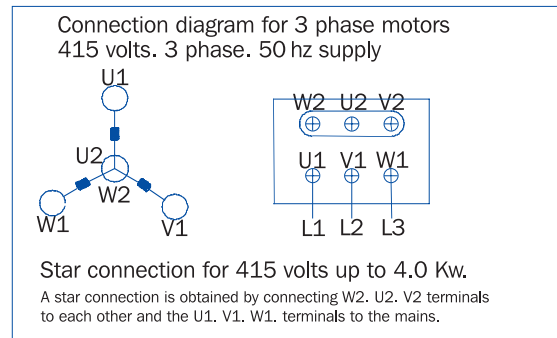 Connection diagram for 3 phase motors
415 volts. 3 phase. 50 hz supply
U1
W2 U2 V2
U2
W2
U1 V1 W1
W1
V1
L1 L2 L3
Star connection for 415 volts up to 4.0 Kw.
A star connection is obtained by connecting W2. U2. V2 terminals
to each other and the U1. V1. W1. terminals to the mains.